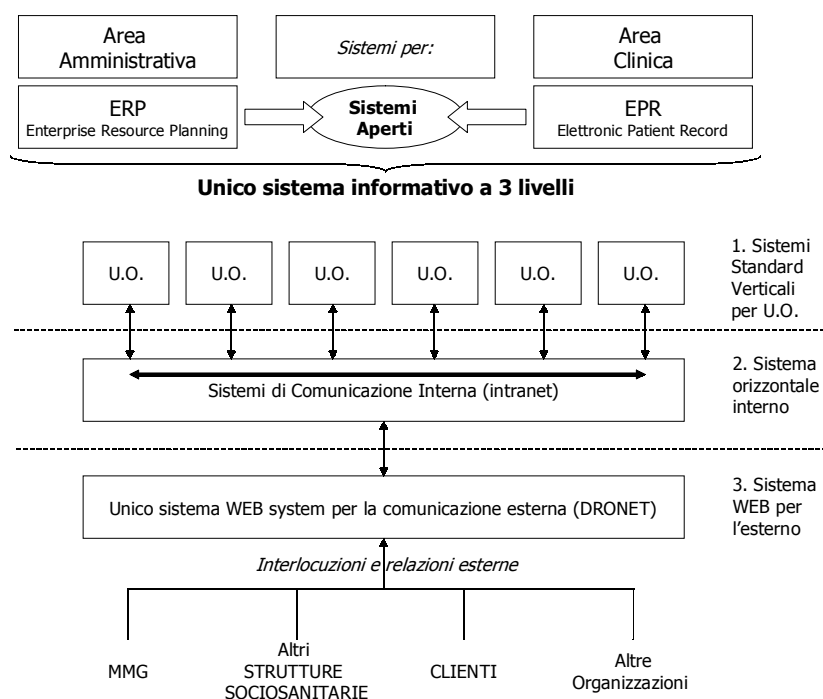 Area
Amministrativa
Sistemi per:
Area
Clinica
ERP
Enterprise Resource Planning
Sistemi
Aperti
EPR
Elettronic Patient Record
Unico sistema informativo a 3 livelli
U.O.
U.O.
U.O.
U.O.
U.O.
U.O.
1. Sistemi
Standard
Verticali
per U.O.
Sistemi di Comunicazione Interna (intranet)
2. Sistema
orizzontale
interno
Unico sistema WEB system per la comunicazione esterna (DRONET)
3. Sistema
WEB per
l'esterno
Interlocuzioni e relazioni esterne
MMG
Altri
STRUTTURE
SOCIOSANITARIE
CLIENTI
Altre
Organizzazioni